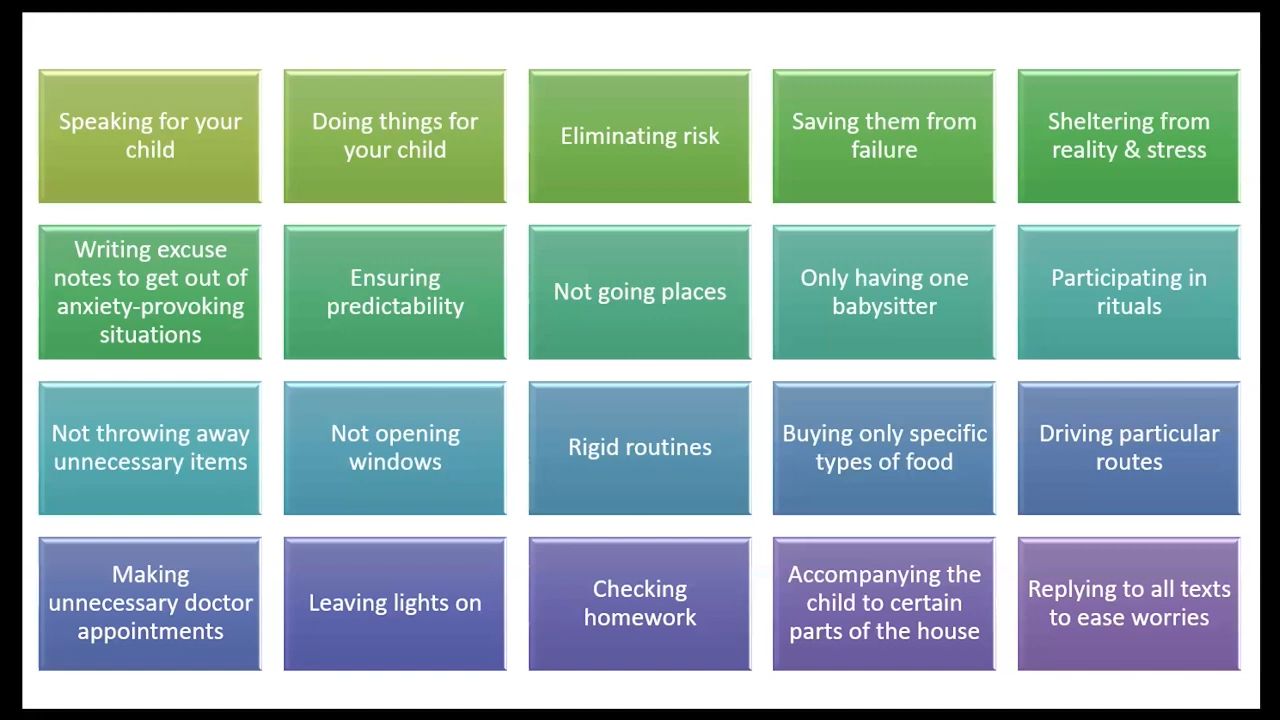 Speaking for your
child
Doing things for
your child
Eliminating risk
Saving them from
failure
Sheltering from
reality & stress
Writing excuse
notes to get out of
anxiety-provoking
situations
Ensuring
predictability
Not going places
Only having one
babysitter
Participating in
rituals
Not throwing away
unnecessary items
Not opening
windows
Rigid routines
Buying only specific
types of food
Driving particular
routes
Making
unnecessary doctor
appointments
Leaving lights on
Checking
homework
Accompanying the
child to certain
parts of the house
Replying to all texts
to ease worries